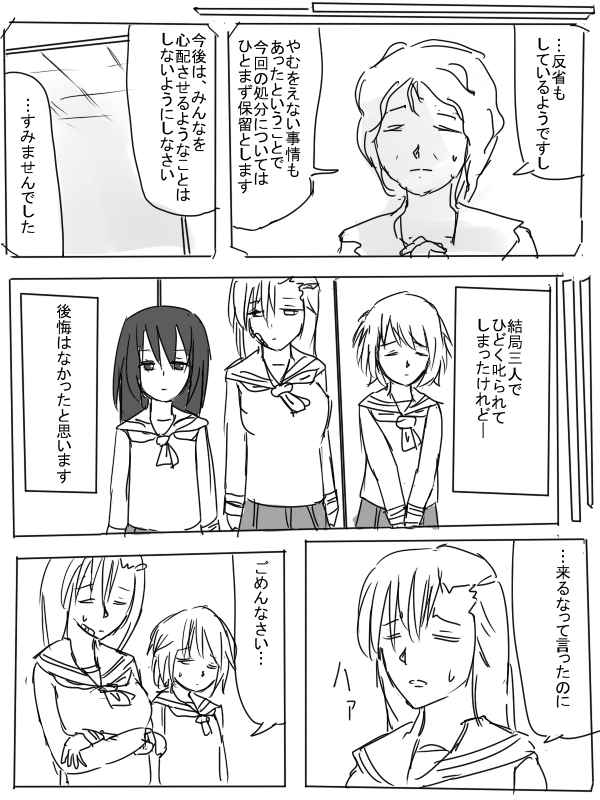 …反省も
しているようですし
やむをえない事情も
あったということで
今回の処分については
ひとまず保留とします
今後は、みんなを
心配させるようなことは
しないようにしなさい
…すみませんでした
結局三人で
ひどく叱られて
しまったけれど―
後悔はなかったと思います
…来るなって言ったのに
ハァ
ごめんなさい…